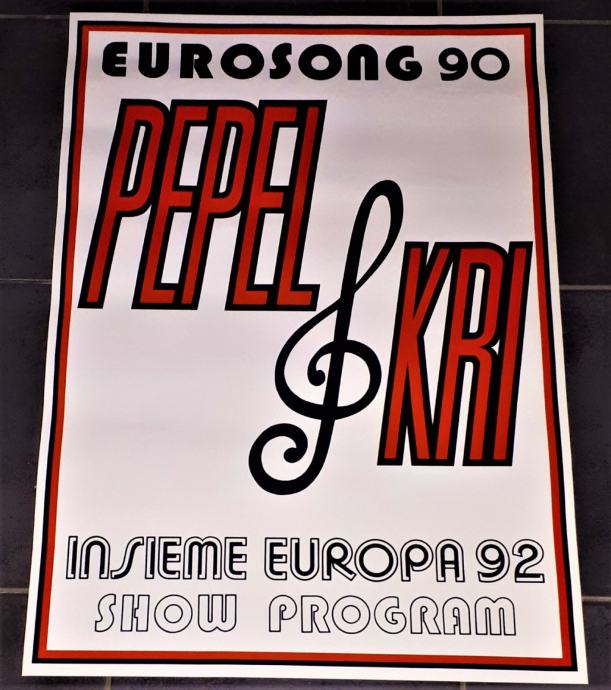 EUROSONG 90
PEPEL
KRI
INSIEME EUROPA 92
SHOW PROGRAM